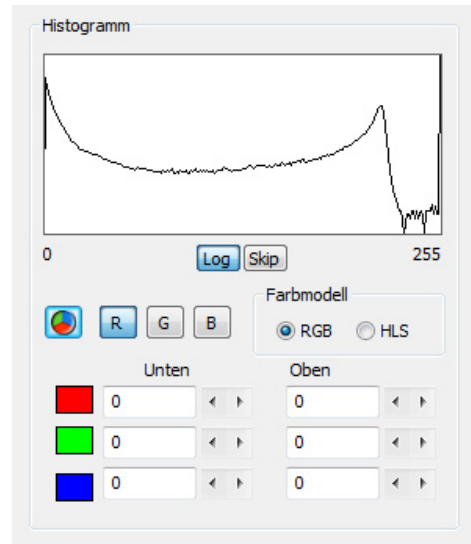 Histogramm
0 Log Skip 255
Farbmodell
R G B RGB HLS
Unten Oben
0 0
0 0
0 0